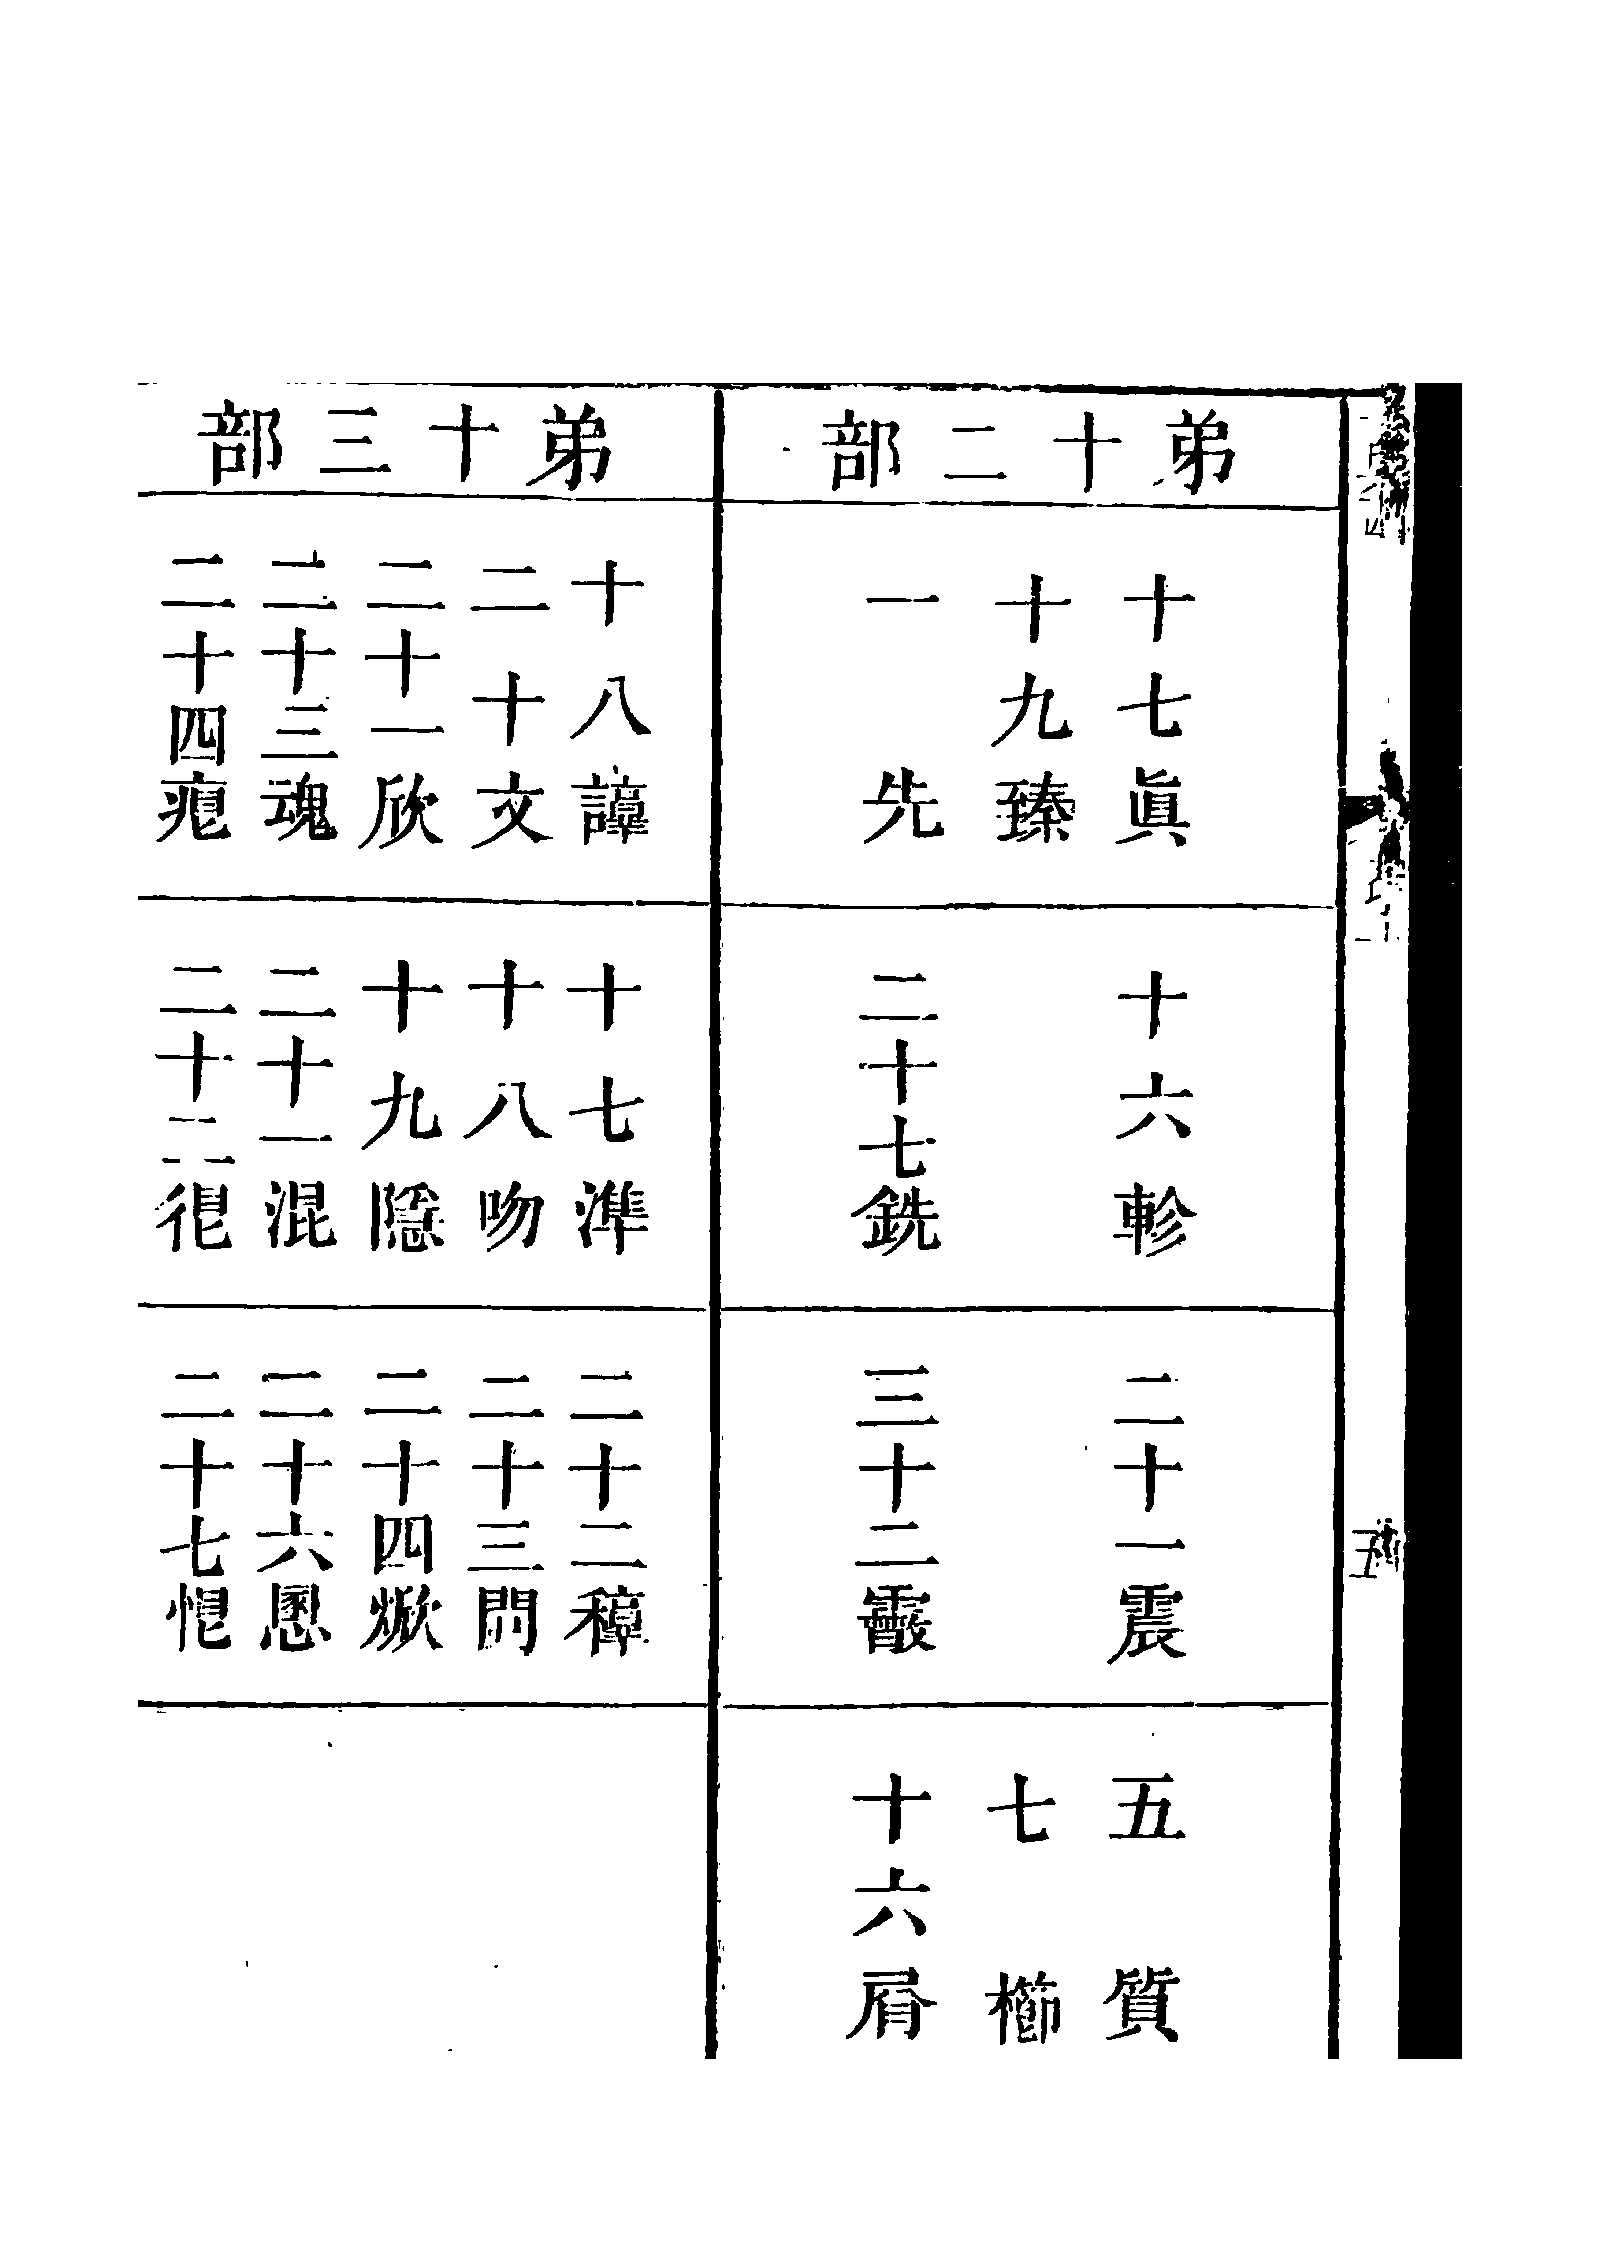 弟十二部
十七眞
十九臻
一先
十六軫
二十七銑
二十一震
三十二霰
五質
七櫛
十六屑
弟十三部
十八諄
二十文
二十一欣
二十三魂
二十四痕
十七準
十八吻
十九隱
二十一混
二十二很
二十二稕
二十三問
二十四焮
二十六慁
二十七恨
五